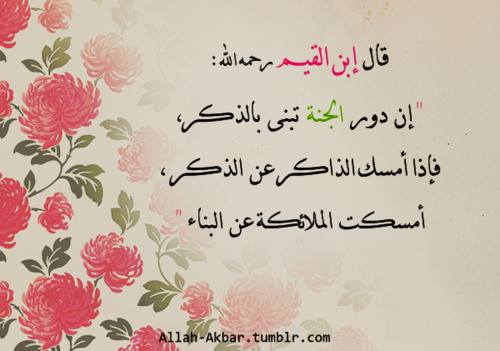 قال إبن القيم رحمه الله :
"إن دور الجنة تبنى بالذكر،
فإذا أمسك الذاكر عن الذكر،
أمسكت الملائكة عن البناء "
Allah-Akbar.tumblr.com